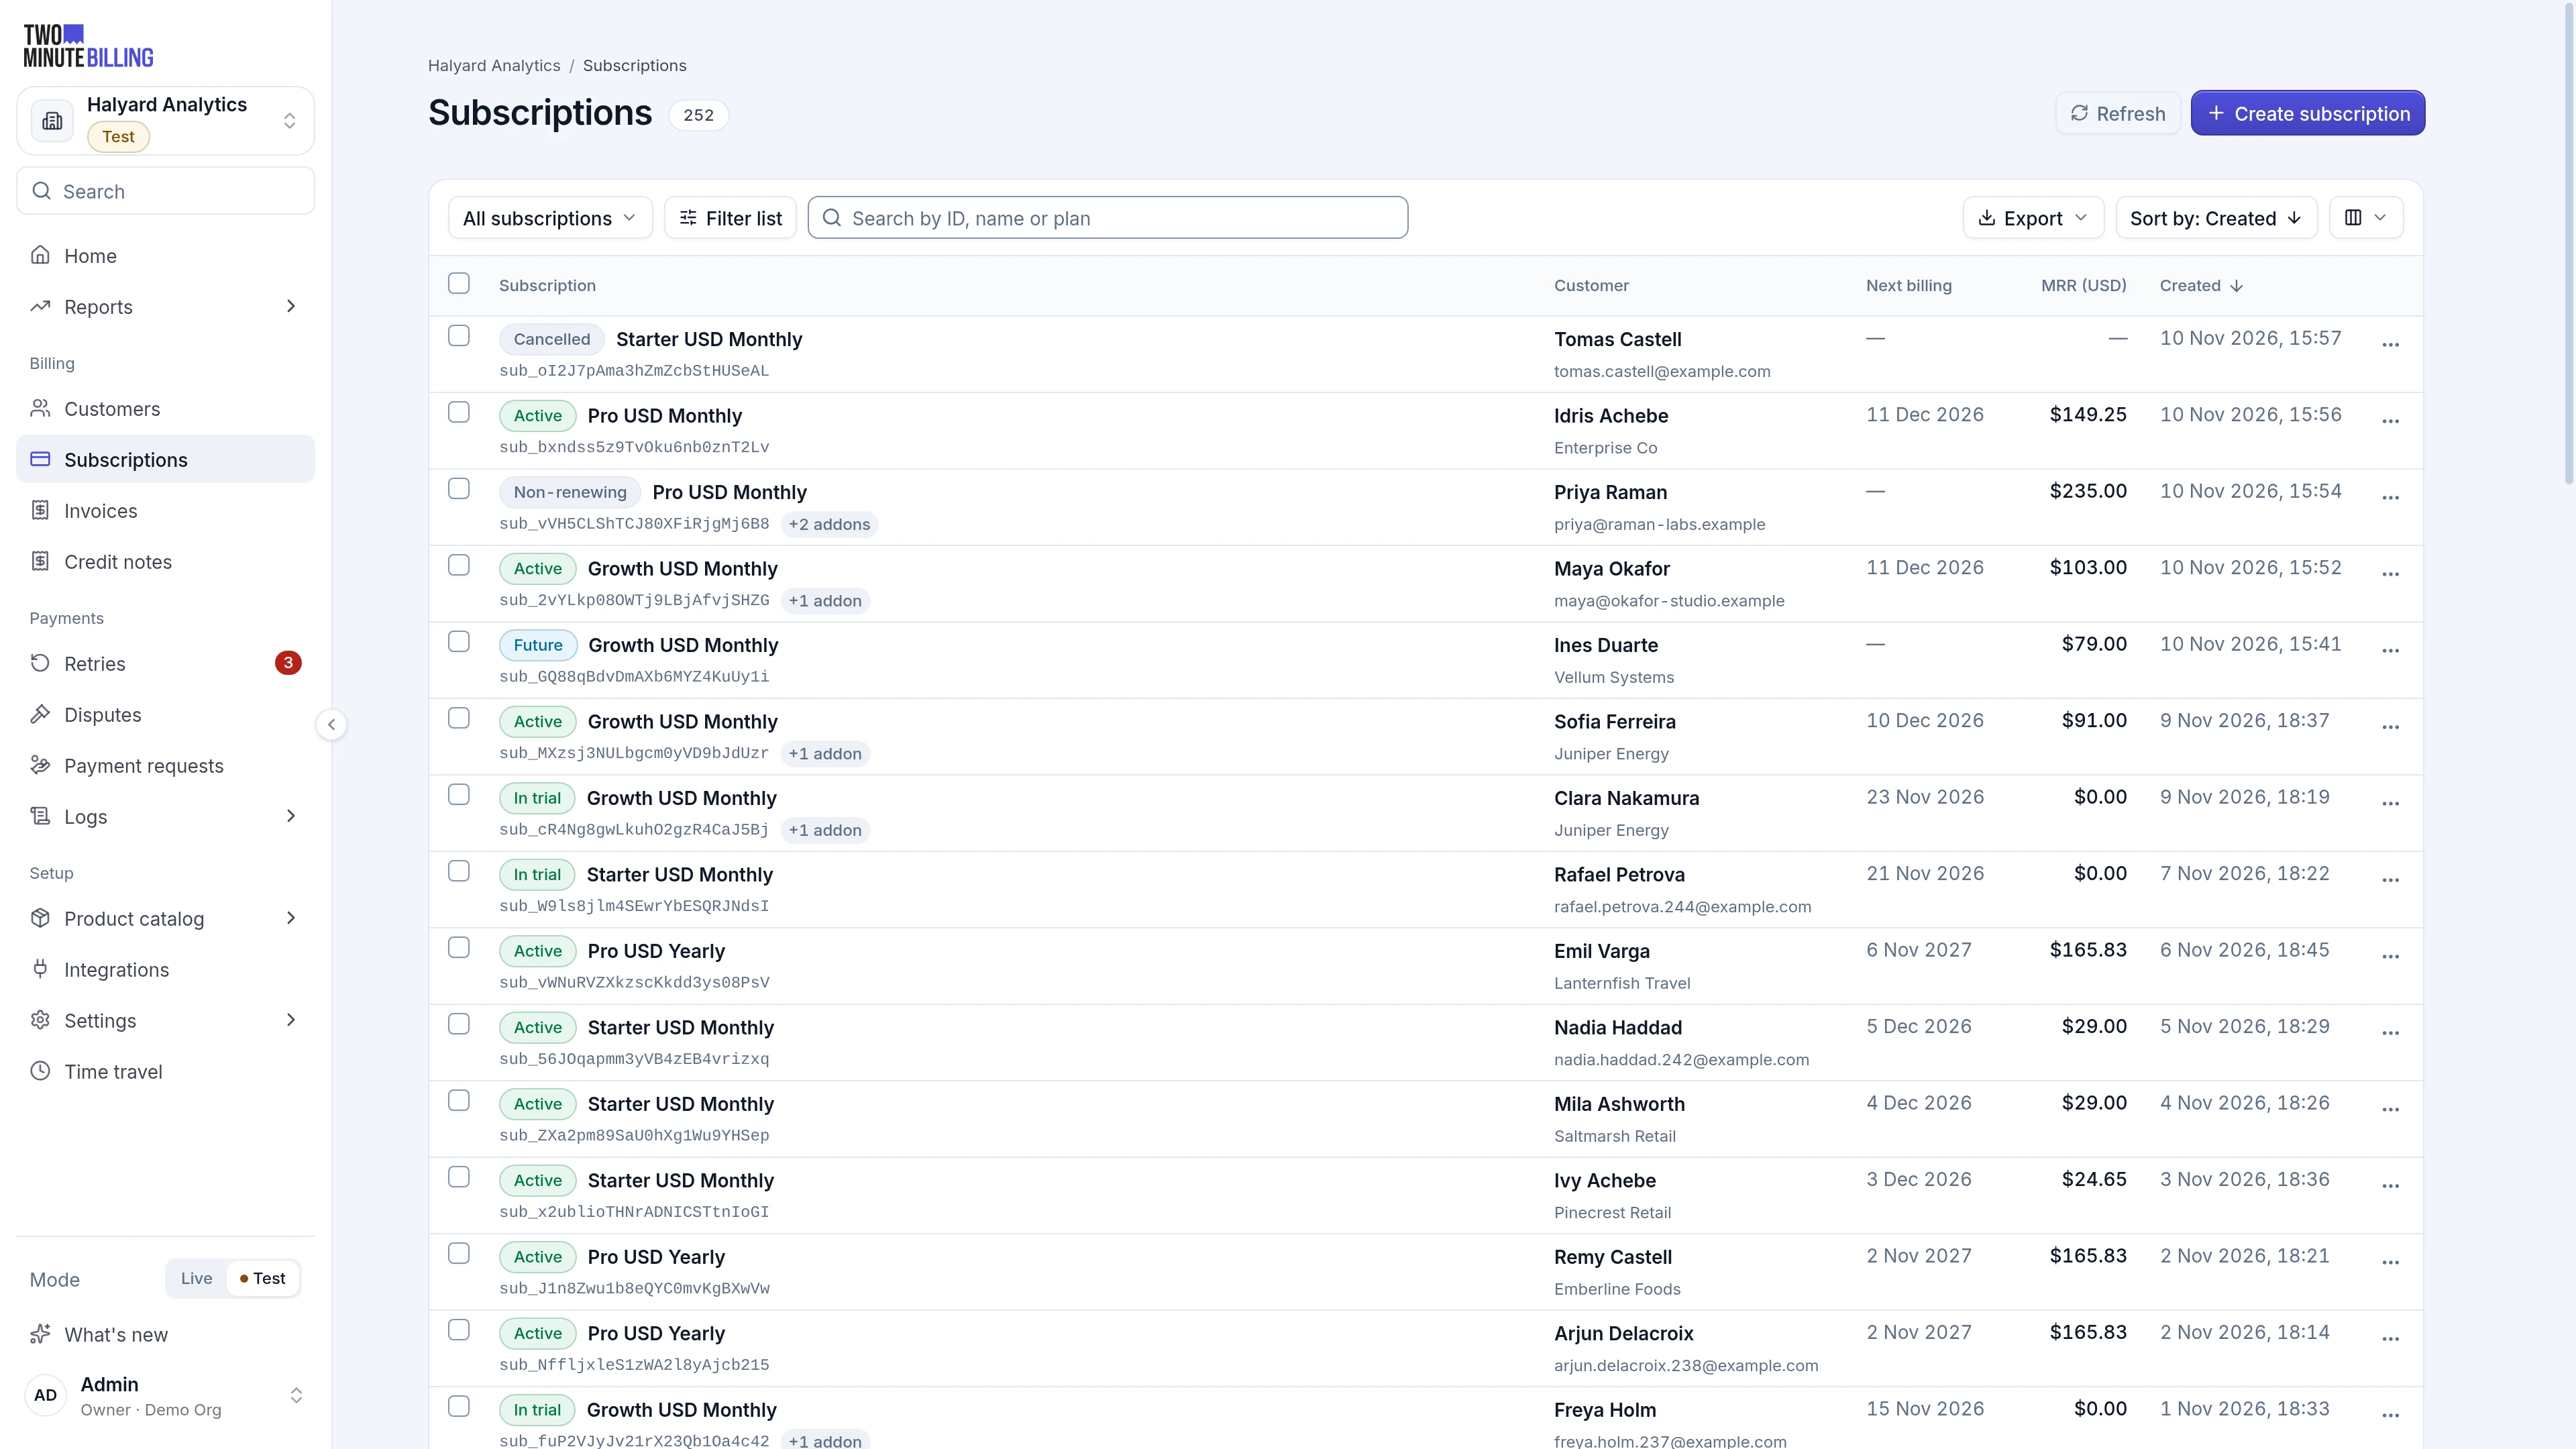 TWO
MINUTE BILLING
Halyard Analytics
Test
Search
Home
Reports
Billing
Customers
Subscriptions
Invoices
Credit notes
Payments
Retries 3
Disputes
Payment requests
Logs
Setup
Product catalog
Integrations
Settings
Time travel
Mode Live Test
What's new
AD Admin
Owner · Demo Org
Halyard Analytics / Subscriptions
Subscriptions 252
Refresh Create subscription
All subscriptions Filter list Search by ID, name or plan Export Sort by: Created
Subscription Customer Next billing MRR (USD) Created
Cancelled Starter USD Monthly Tomas Castell — — 10 Nov 2026, 15:57
sub_oI2J7pAma3hZmZcbStHUSeAL tomas.castell@example.com
Active Pro USD Monthly Idris Achebe 11 Dec 2026 $149.25 10 Nov 2026, 15:56
sub_bxndss5z9TvOku6nb0znT2Lv Enterprise Co
Non-renewing Pro USD Monthly Priya Raman — $235.00 10 Nov 2026, 15:54
sub_vVH5CLShTCJ80XFiRjgMj6B8 +2 addons priya@raman-labs.example
Active Growth USD Monthly Maya Okafor 11 Dec 2026 $103.00 10 Nov 2026, 15:52
sub_2vYLkp08OWTj9LBjAfvjSHZG +1 addon maya@okafor-studio.example
Future Growth USD Monthly Ines Duarte — $79.00 10 Nov 2026, 15:41
sub_GQ88qBdvDmAXb6MYZ4KuUy1i Vellum Systems
Active Growth USD Monthly Sofia Ferreira 10 Dec 2026 $91.00 9 Nov 2026, 18:37
sub_MXzsj3NULbgcm0yVD9bJdUzr +1 addon Juniper Energy
In trial Growth USD Monthly Clara Nakamura 23 Nov 2026 $0.00 9 Nov 2026, 18:19
sub_cR4Ng8gwLkuhO2gzR4CaJ5Bj +1 addon Juniper Energy
In trial Starter USD Monthly Rafael Petrova 21 Nov 2026 $0.00 7 Nov 2026, 18:22
sub_W9ls8jlm4SEwrYbESQRJNdsI rafael.petrova.244@example.com
Active Pro USD Yearly Emil Varga 6 Nov 2027 $165.83 6 Nov 2026, 18:45
sub_vWNuRVZXkzscKkdd3ys08PsV Lanternfish Travel
Active Starter USD Monthly Nadia Haddad 5 Dec 2026 $29.00 5 Nov 2026, 18:29
sub_56JOqapmm3yVB4zEB4vrizxq nadia.haddad.242@example.com
Active Starter USD Monthly Mila Ashworth 4 Dec 2026 $29.00 4 Nov 2026, 18:26
sub_ZXa2pm89SaU0hXg1Wu9YHSep Saltmarsh Retail
Active Starter USD Monthly Ivy Achebe 3 Dec 2026 $24.65 3 Nov 2026, 18:36
sub_x2ublioTHNrADNICSTtnIoGI Pinecrest Retail
Active Pro USD Yearly Remy Castell 2 Nov 2027 $165.83 2 Nov 2026, 18:21
sub_J1n8Zwu1b8eQYC0mvKgBXwVw Emberline Foods
Active Pro USD Yearly Arjun Delacroix 2 Nov 2027 $165.83 2 Nov 2026, 18:14
sub_NffljxleS1zWA2l8yAjcb215 arjun.delacroix.238@example.com
In trial Growth USD Monthly Freya Holm 15 Nov 2026 $0.00 1 Nov 2026, 18:33
sub_fuP2VJyJv21rX23Qb1Oa4c42 +1 addon freya.holm.237@example.com